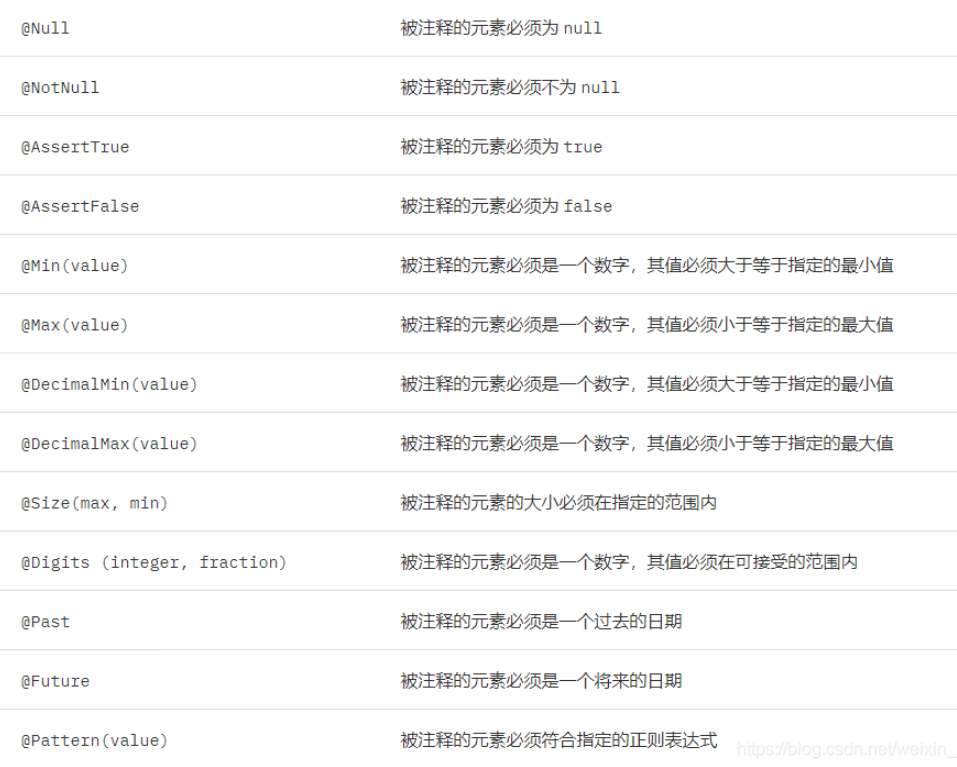 @Null 被注释的元素必须为 null
@NotNull 被注释的元素必须不为 null
@AssertTrue 被注释的元素必须为 true
@AssertFalse 被注释的元素必须为 false
@Min(value) 被注释的元素必须是一个数字，其值必须大于等于指定的最小值
@Max(value) 被注释的元素必须是一个数字，其值必须小于等于指定的最大值
@DecimalMin(value) 被注释的元素必须是一个数字，其值必须大于等于指定的最小值
@DecimalMax(value) 被注释的元素必须是一个数字，其值必须小于等于指定的最大值
@Size(max, min) 被注释的元素的大小必须在指定的范围内
@Digits (integer, fraction) 被注释的元素必须是一个数字，其值必须在可接受的范围内
@Past 被注释的元素必须是一个过去的日期
@Future 被注释的元素必须是一个将来的日期
@Pattern(value) 被注释的元素必须符合指定的正则表达式
https://blog.csdn.net/weixin_